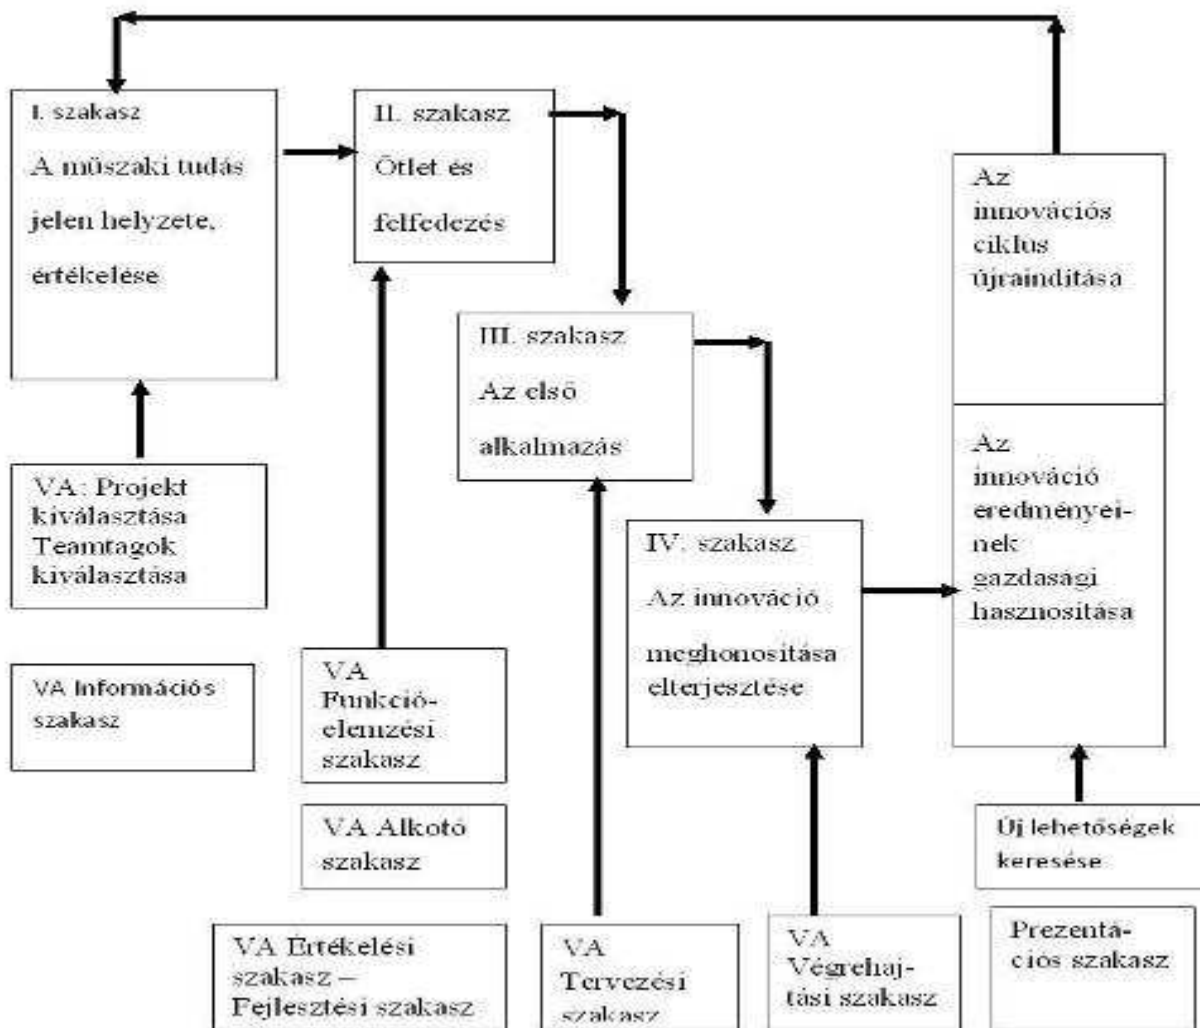 I. szakasz
A műszaki tudás
jelen helyzete,
értékelése
II. szakasz
Ötlet és
felfedezés
III. szakasz
Az első
alkalmazás
IV. szakasz
Az innováció
meghonosítása
elterjesztése
Az
innovációs
ciklus
újraindítása
Az
innováció
eredményei-
nek
gazdasági
hasznosítása
VA: Projekt
kiválasztása
Teamtagok
kiválasztása
VA Információs
szakasz
VA
Funkció-
elemzési
szakasz
VA Alkotó
szakasz
VA Értékelési
szakasz –
Fejlesztési szakasz
VA
Tervezési
szakasz
VA
Végrehaj-
tási szakasz
Új lehetőségek
keresése
Prezentá-
ciós szakasz